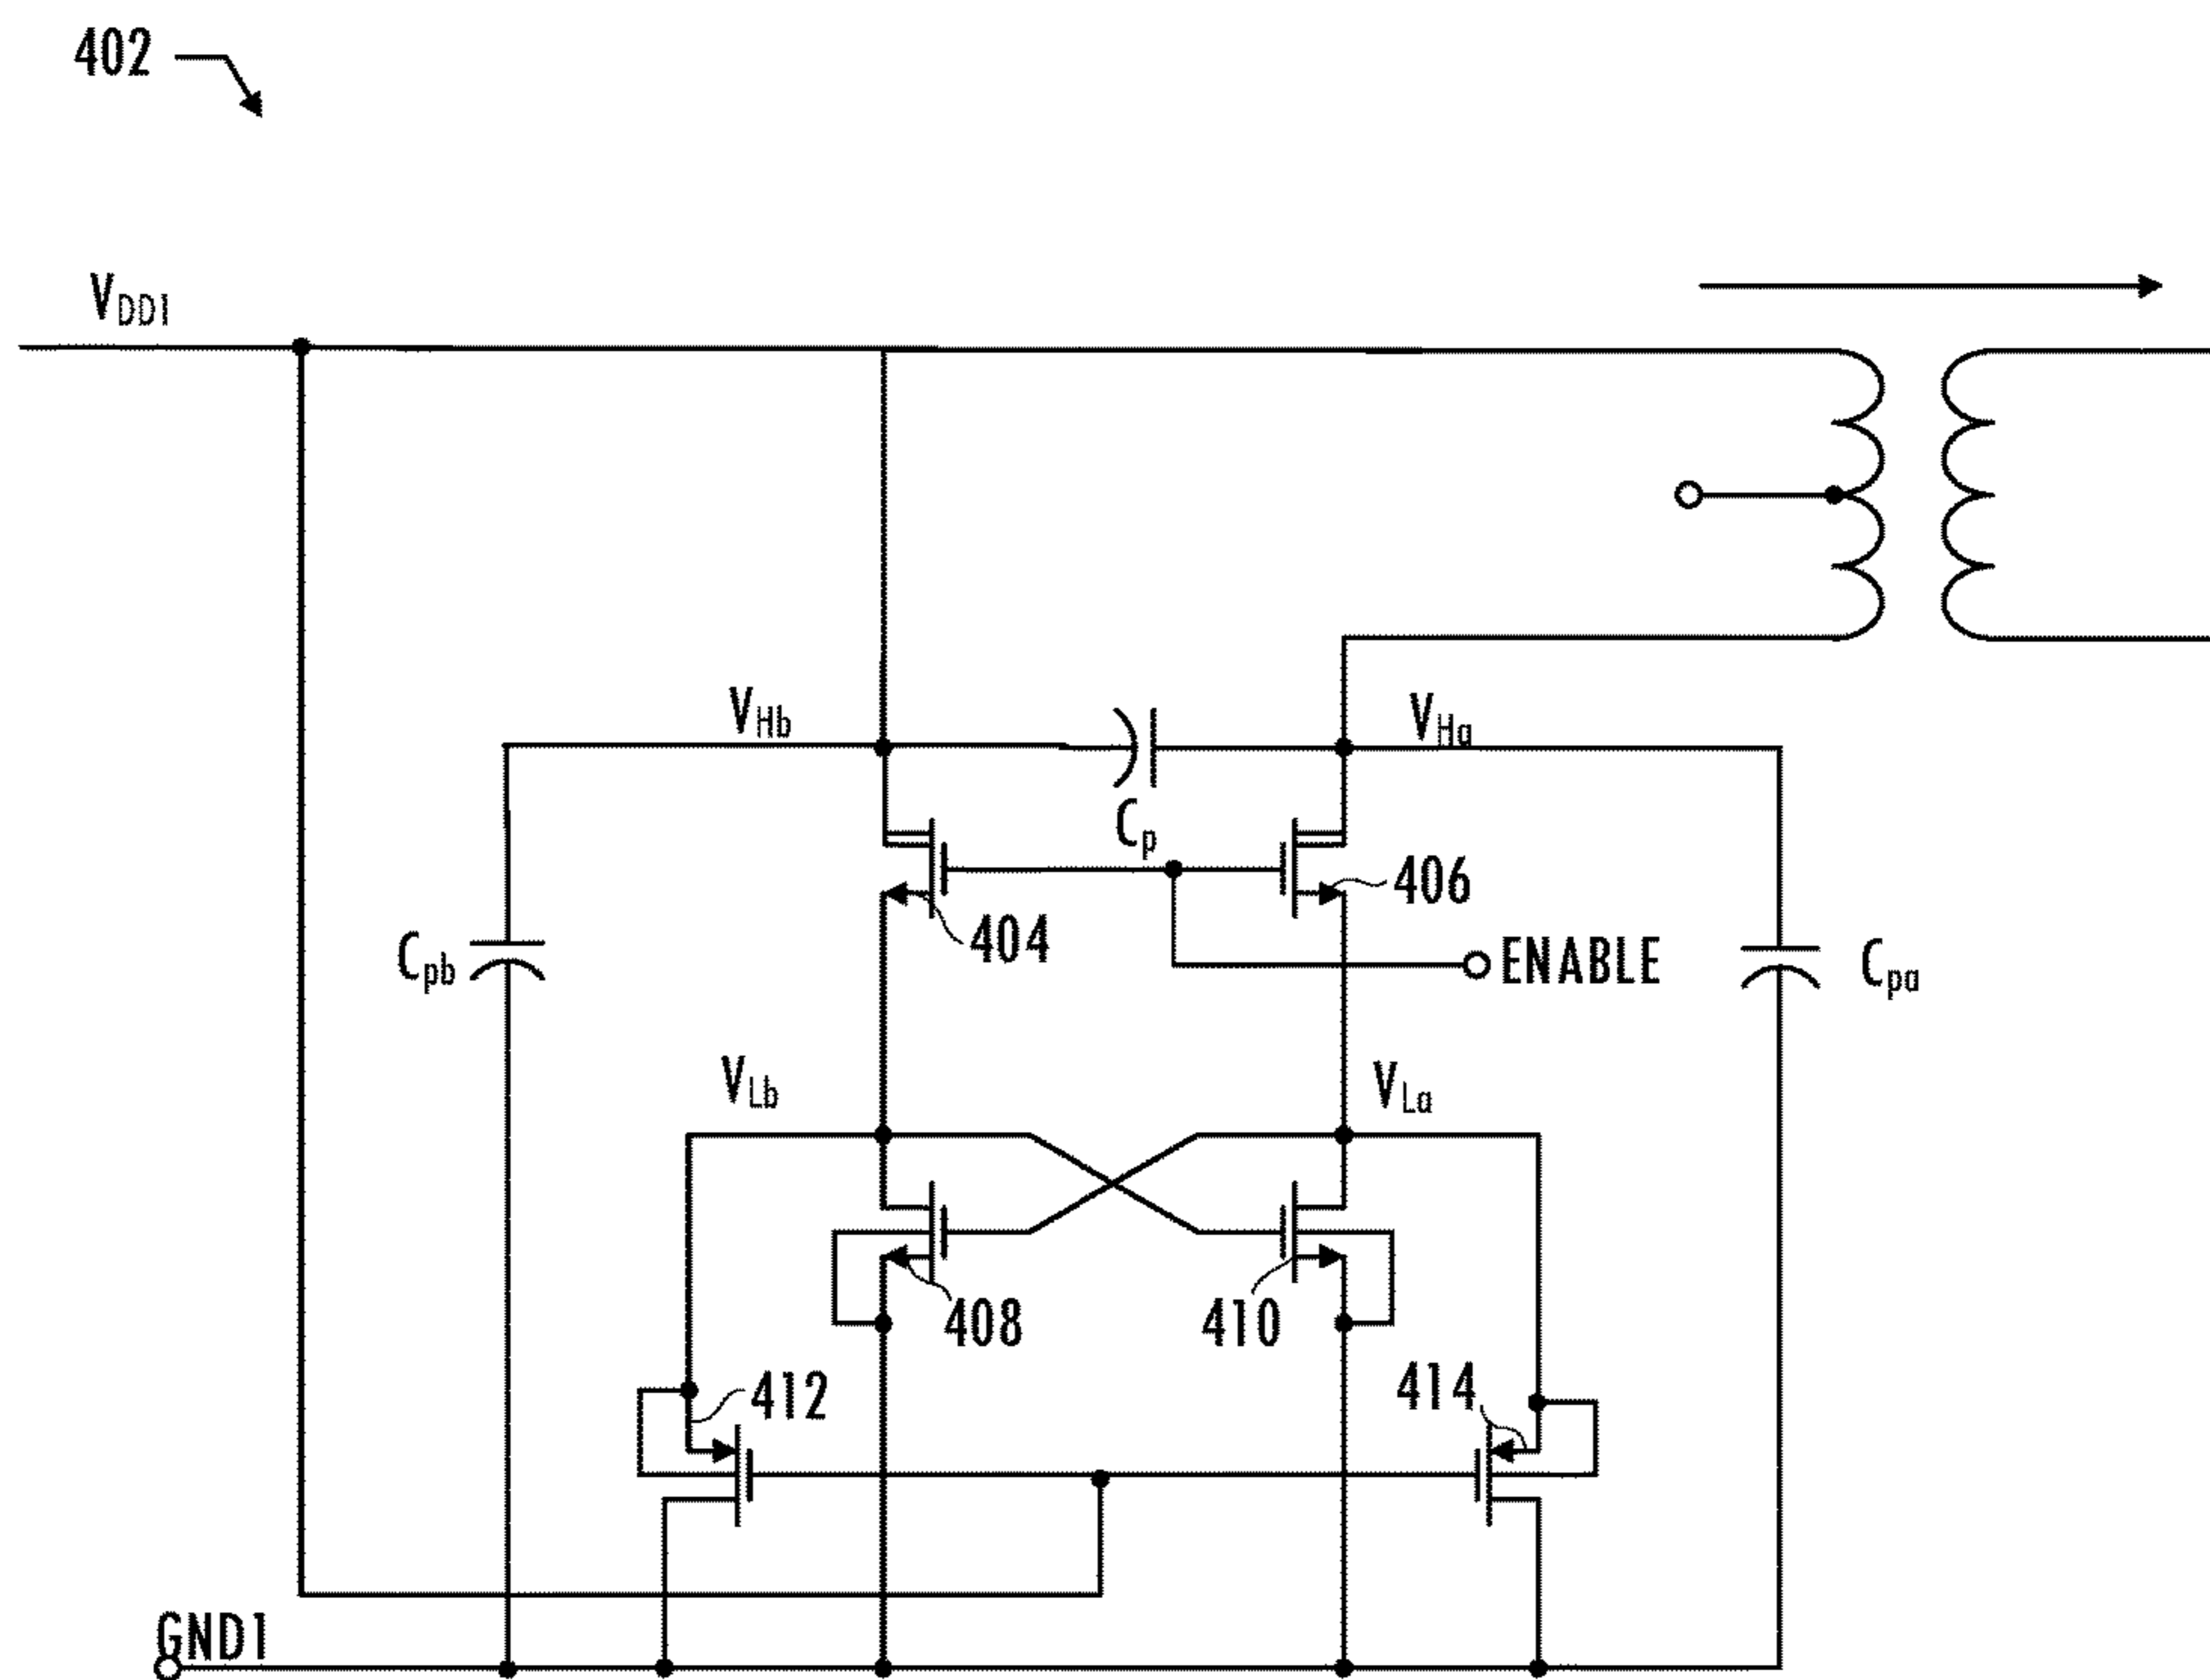 402
VDD1
VHb
VHa
Cp
406
404
ENABLE
Cpb
Cpa
VLb
VLa
408
410
412
414
GND1